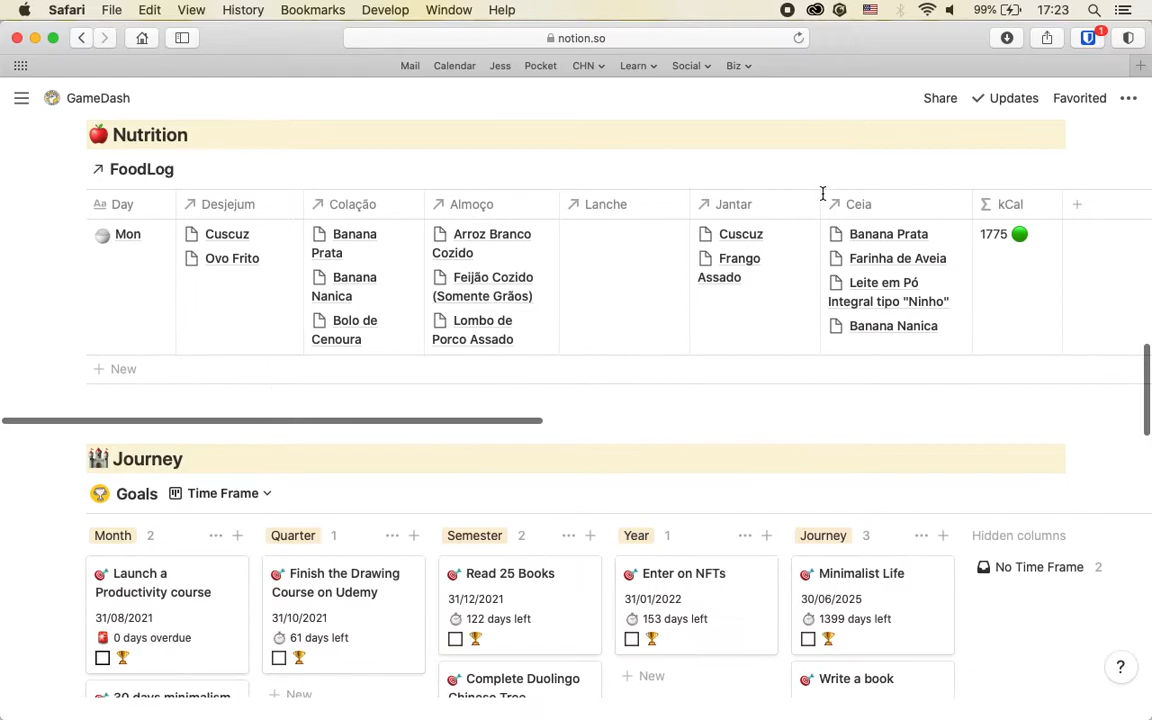 Safari File Edit View History Bookmarks Develop Window Help 99% 17:23
notion.so 1
Mail Calendar Jess Pocket CHN Learn Social Biz
GameDash Share Updates Favorited
Nutrition
FoodLog
Aa Day Desjejum Colação Almoço Lanche Jantar Ceia Σ kCal
Mon
Cuscuz
Ovo Frito
Banana
Prata
Banana
Nanica
Bolo de
Cenoura
Arroz Branco
Cozido
Feijão Cozido
(Somente Grãos)
Lombo de
Porco Assado
Cuscuz
Frango
Assado
Banana Prata
Farinha de Aveia
Leite em Pó
Integral tipo "Ninho"
Banana Nanica
1775
New
Journey
Goals Time Frame
Month 2
Launch a
Productivity course
31/08/2021
0 days overdue
30 days minimalism
Quarter 1
Finish the Drawing
Course on Udemy
31/10/2021
61 days left
New
Semester 2
Read 25 Books
31/12/2021
122 days left
Complete Duolingo
Chinese Tree
Year 1
Enter on NFTs
31/01/2022
153 days left
New
Journey 3
Minimalist Life
30/06/2025
1399 days left
Write a book
Hidden columns
No Time Frame 2
?